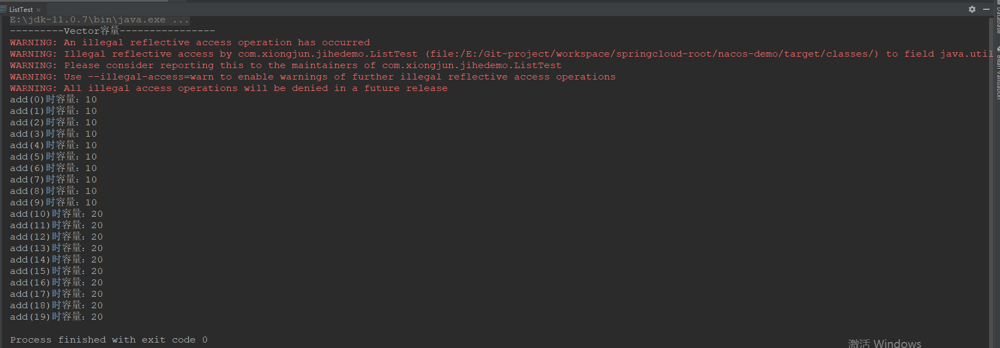 ListTest
E:\jdk-11.0.7\bin\java.exe ...
---------Vector容量----------------
WARNING: An illegal reflective access operation has occurred
WARNING: Illegal reflective access by com.xiongjun.jihedemo.ListTest (file:/E:/Git-project/workspace/springcloud-root/nacos-demo/target/classes/) to field java.util
WARNING: Please consider reporting this to the maintainers of com.xiongjun.jihedemo.ListTest
WARNING: Use --illegal-access=warn to enable warnings of further illegal reflective access operations
WARNING: All illegal access operations will be denied in a future release
add(0)时容量：10
add(1)时容量：10
add(2)时容量：10
add(3)时容量：10
add(4)时容量：10
add(5)时容量：10
add(6)时容量：10
add(7)时容量：10
add(8)时容量：10
add(9)时容量：10
add(10)时容量：20
add(11)时容量：20
add(12)时容量：20
add(13)时容量：20
add(14)时容量：20
add(15)时容量：20
add(16)时容量：20
add(17)时容量：20
add(18)时容量：20
add(19)时容量：20
Process finished with exit code 0
激活 Windows
Database
Bean Validation